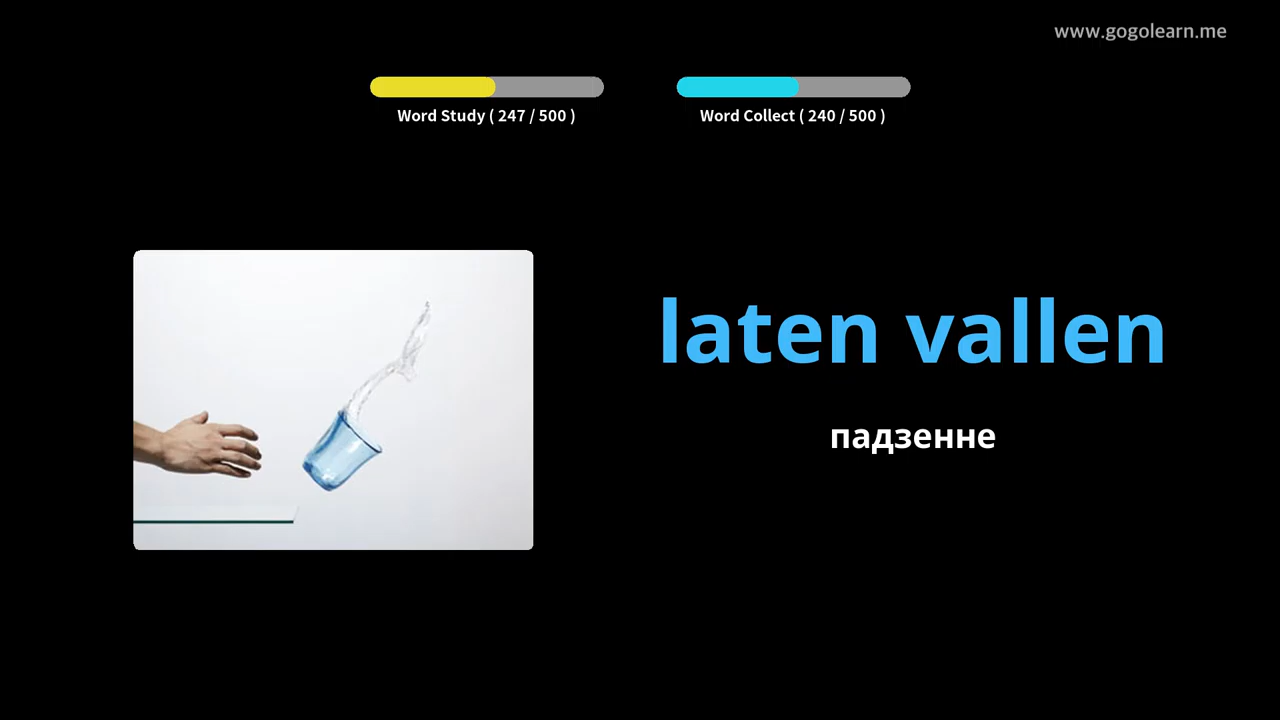 www.gogolearn.me
Word Study ( 247 / 500 )
Word Collect ( 240 / 500 )
laten vallen
падзенне